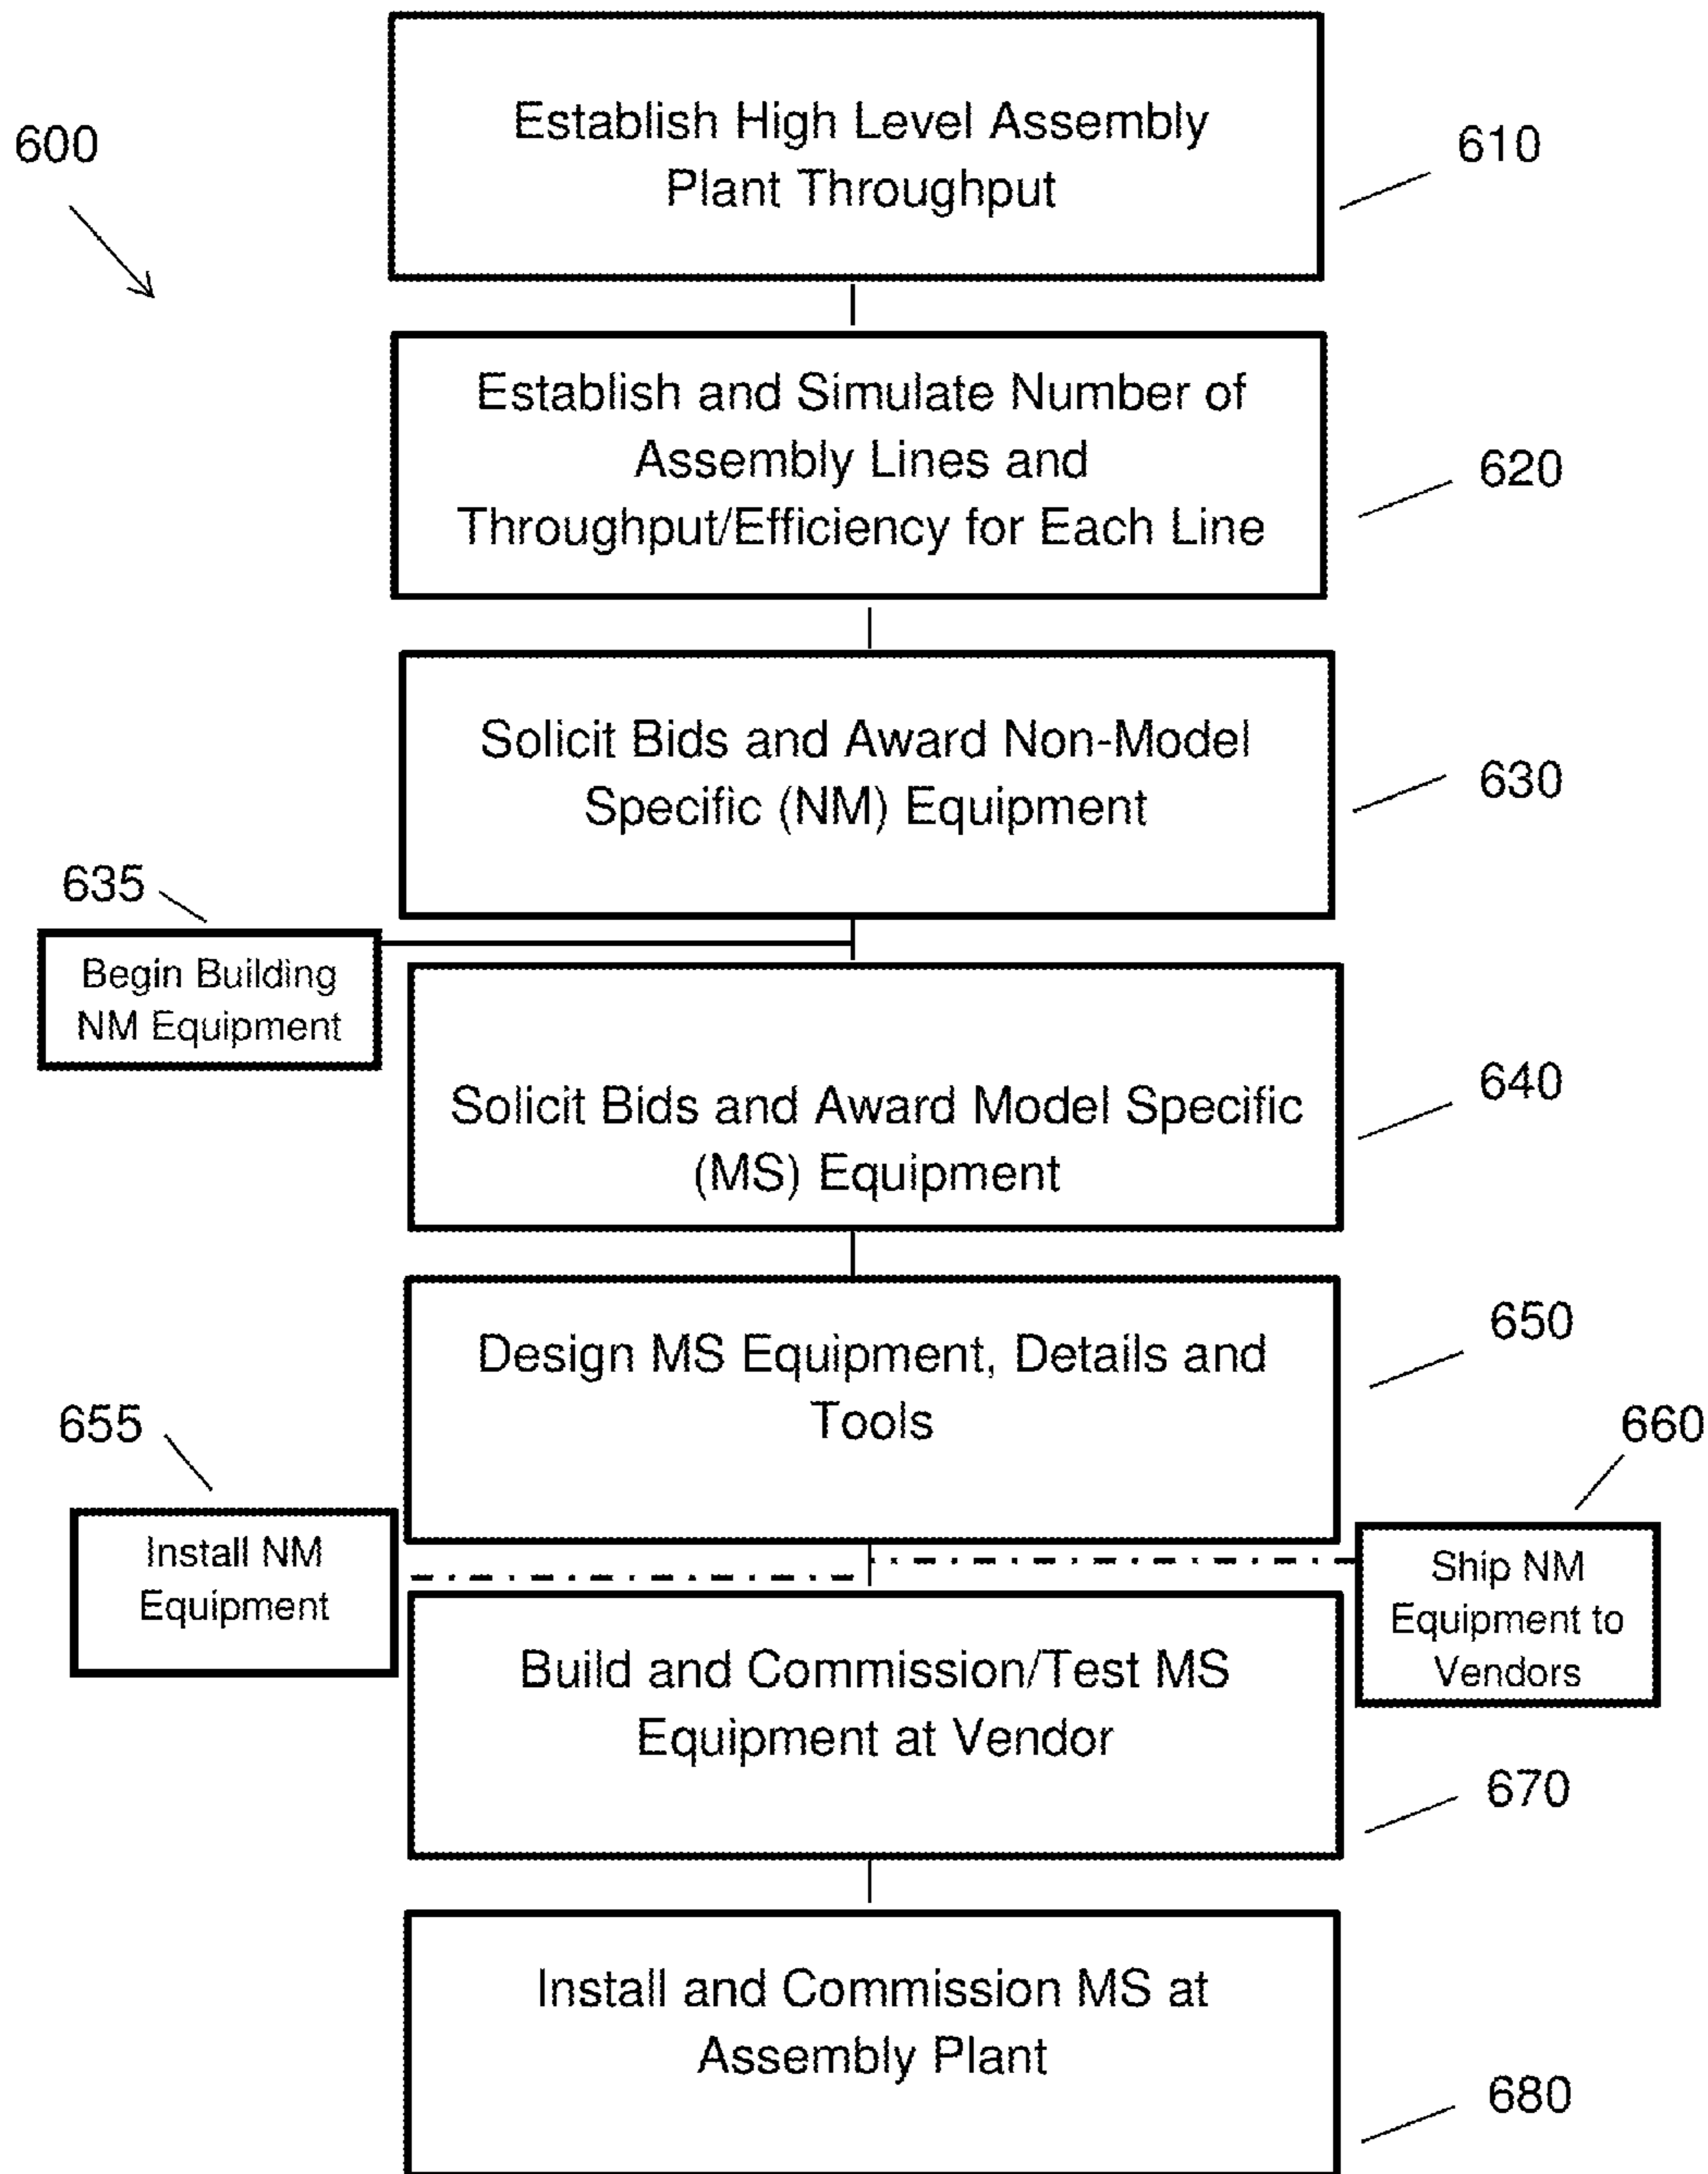 600
Establish High Level Assembly
Plant Throughput
610
Establish and Simulate Number of
Assembly Lines and
Throughput/Efficiency for Each Line
620
Solicit Bids and Award Non-Model
Specific (NM) Equipment
630
635
Begin Building
NM Equipment
Solicit Bids and Award Model Specific
(MS) Equipment
640
Design MS Equipment, Details and
Tools
650
655
Install NM
Equipment
660
Ship NM
Equipment to
Vendors
Build and Commission/Test MS
Equipment at Vendor
670
Install and Commission MS at
Assembly Plant
680